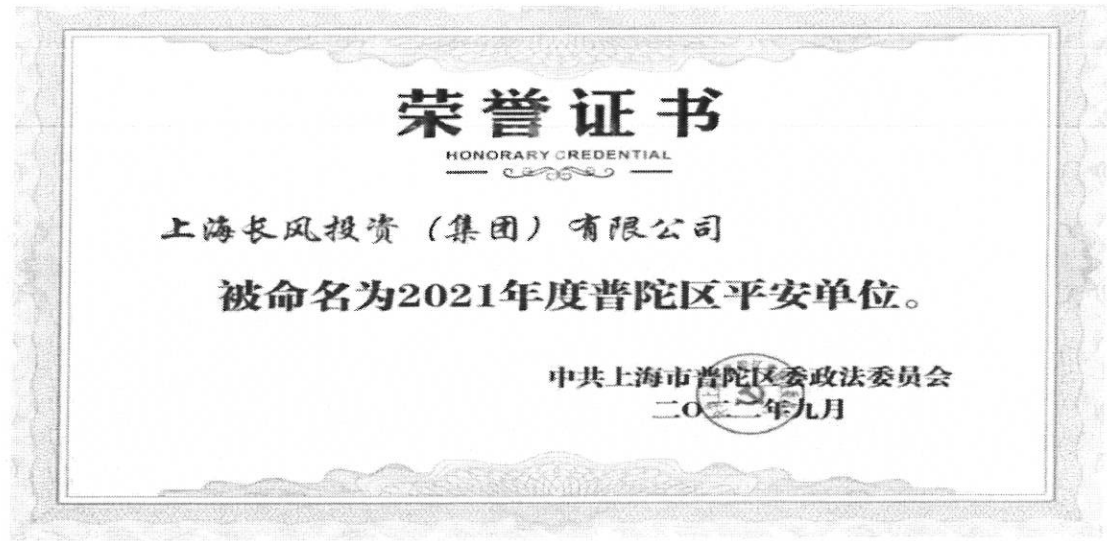 荣誉证书
HONORARY CREDENTIAL
上海长风投资（集团）有限公司
被命名为2021年度普陀区平安单位。
中共上海市普陀区委政法委员会
二〇二二年九月